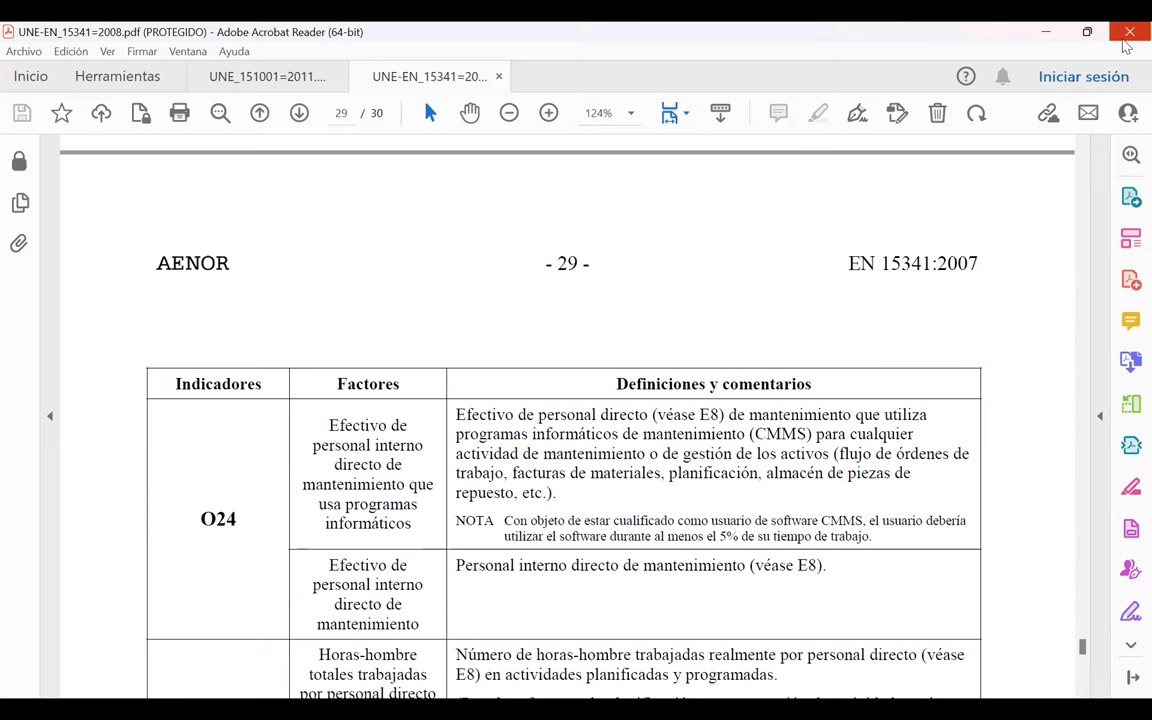 UNE-EN_15341=2008.pdf (PROTEGIDO) - Adobe Acrobat Reader (64-bit)
Archivo Edición Ver Firmar Ventana Ayuda
Inicio Herramientas UNE_151001=2011.... UNE-EN_15341=20... × Iniciar sesión
29 / 30 124%
AENOR - 29 - EN 15341:2007
Indicadores Factores Definiciones y comentarios
O24
Efectivo de
personal interno
directo de
mantenimiento que
usa programas
informáticos
Efectivo de personal directo (véase E8) de mantenimiento que utiliza
programas informáticos de mantenimiento (CMMS) para cualquier
actividad de mantenimiento o de gestión de los activos (flujo de órdenes de
trabajo, facturas de materiales, planificación, almacén de piezas de
repuesto, etc.).
NOTA Con objeto de estar cualificado como usuario de software CMMS, el usuario debería
utilizar el software durante al menos el 5% de su tiempo de trabajo.
Efectivo de
personal interno
directo de
mantenimiento
Personal interno directo de mantenimiento (véase E8).
Horas-hombre
totales trabajadas
por personal directo
Número de horas-hombre trabajadas realmente por personal directo (véase
E8) en actividades planificadas y programadas.